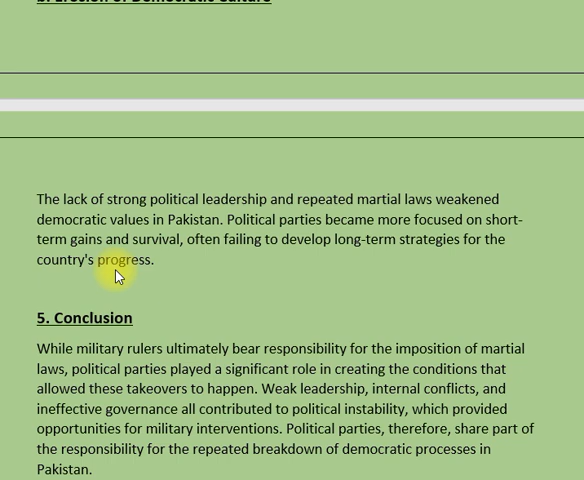 b. Erosion of Democratic Culture
The lack of strong political leadership and repeated martial laws weakened
democratic values in Pakistan. Political parties became more focused on short-
term gains and survival, often failing to develop long-term strategies for the
country's progress.
5. Conclusion
While military rulers ultimately bear responsibility for the imposition of martial
laws, political parties played a significant role in creating the conditions that
allowed these takeovers to happen. Weak leadership, internal conflicts, and
ineffective governance all contributed to political instability, which provided
opportunities for military interventions. Political parties, therefore, share part of
the responsibility for the repeated breakdown of democratic processes in
Pakistan.